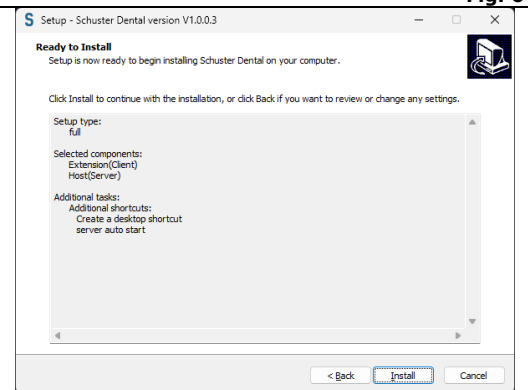 S Setup - Schuster Dental version V1.0.0.3
Ready to Install
Setup is now ready to begin installing Schuster Dental on your computer.
Click Install to continue with the installation, or click Back if you want to review or change any settings.
Setup type:
full
Selected components:
Extension(Client)
Host(Server)
Additional tasks:
Additional shortcuts:
Create a desktop shortcut
server auto start
< Back Install Cancel